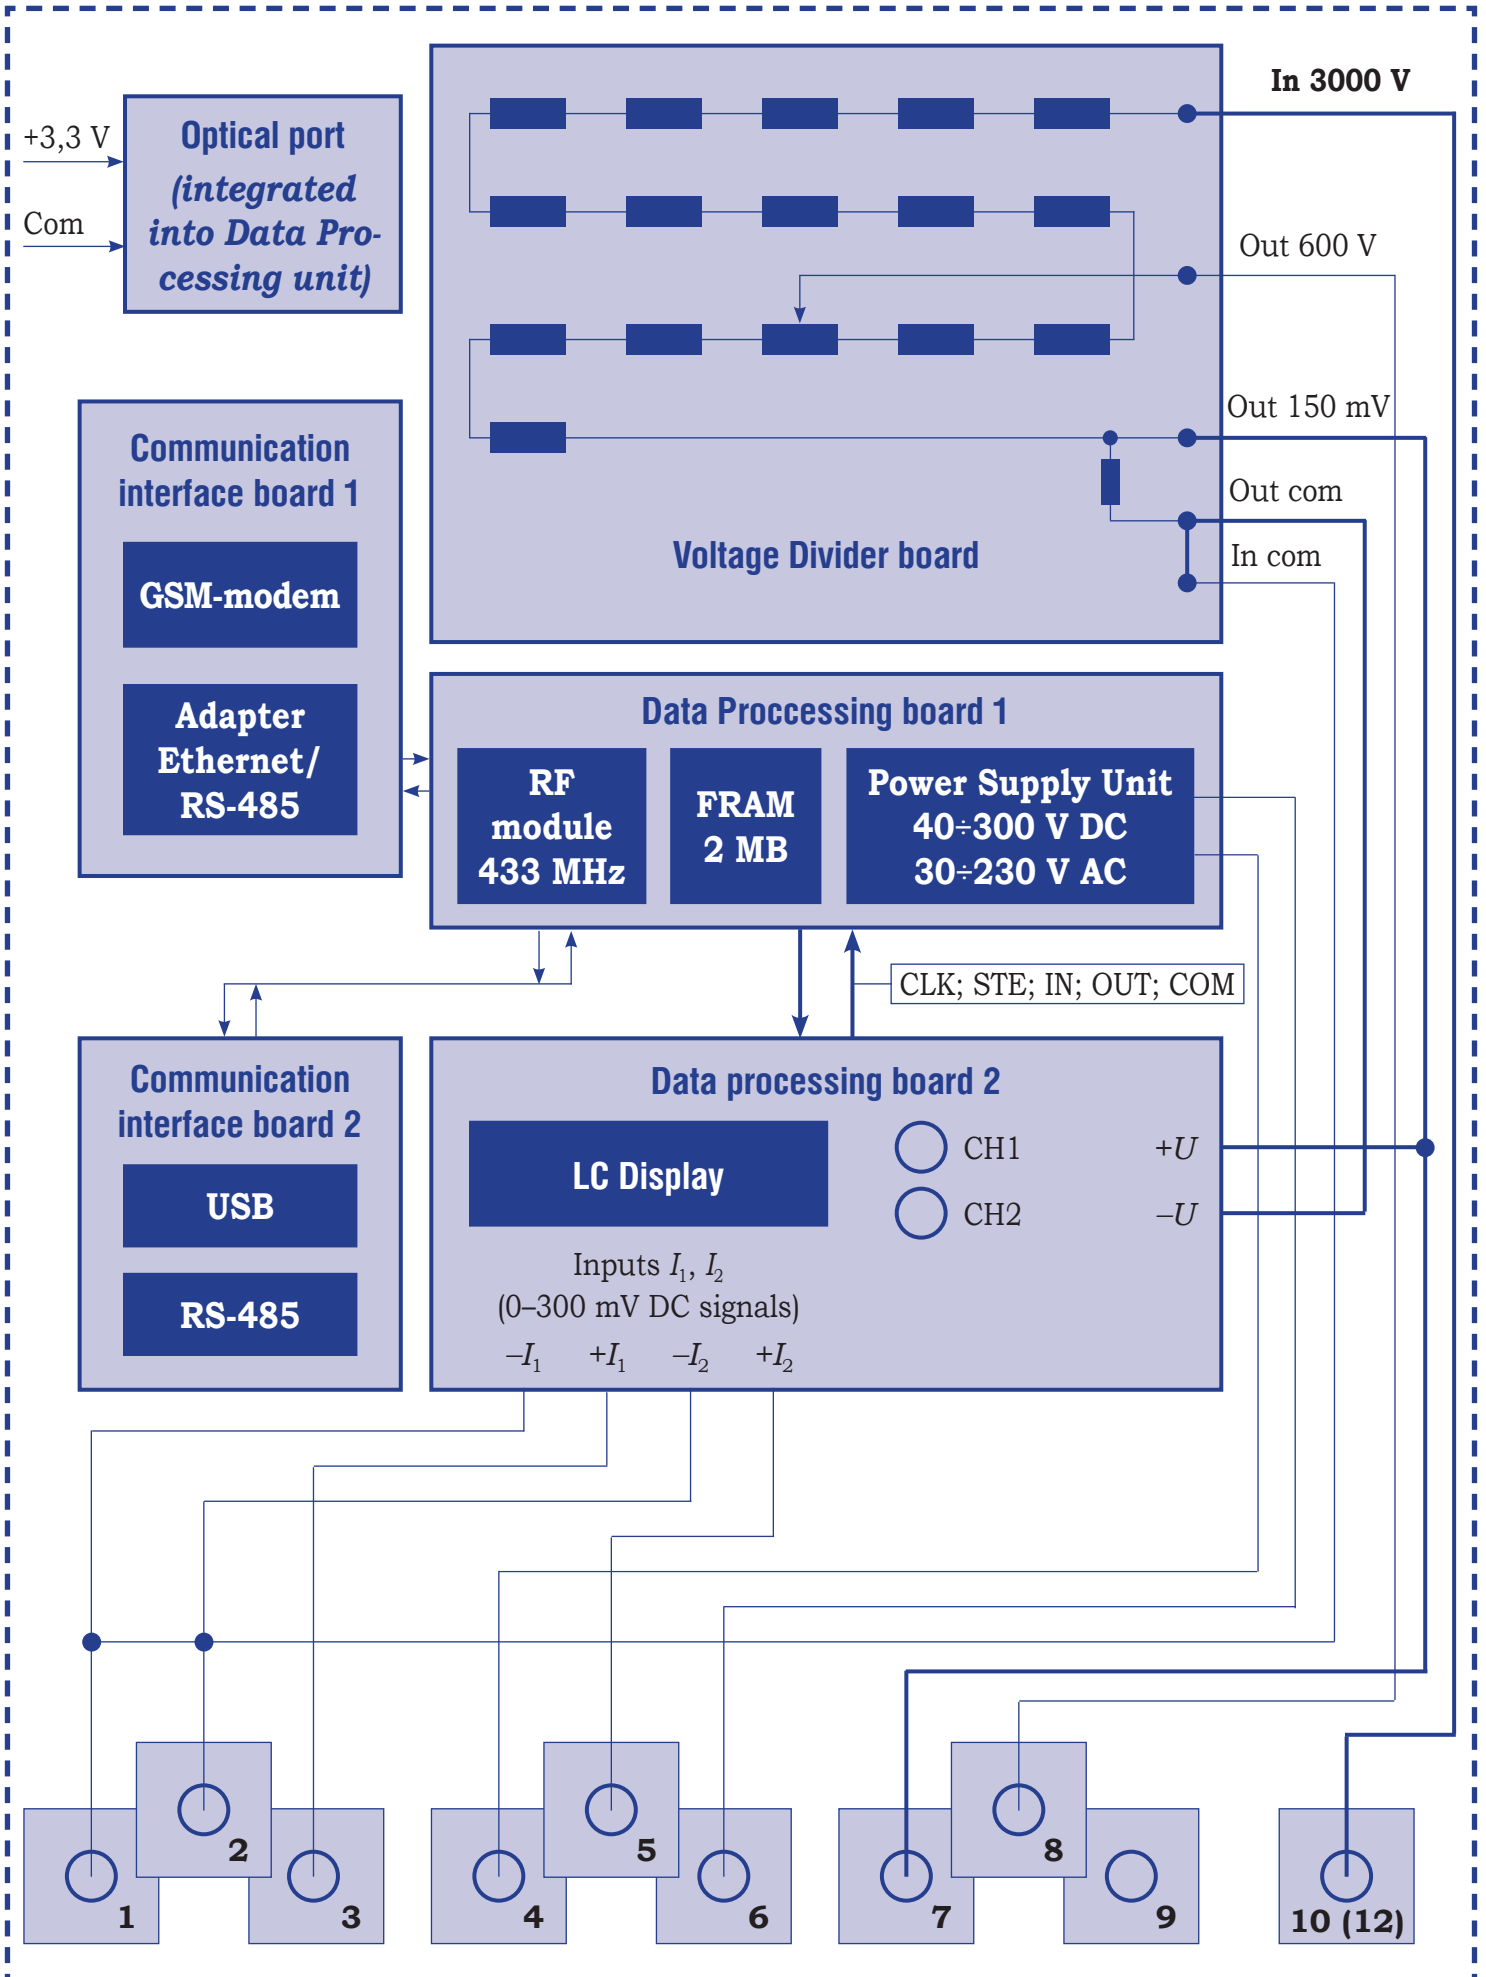 In 3000 V
+3,3 V
Com
Optical port
(integrated
into Data Pro-
cessing unit)
Out 600 V
Out 150 mV
Out com
In com
Voltage Divider board
Communication
interface board 1
GSM-modem
Adapter
Ethernet/
RS-485
Data Proccessing board 1
RF
module
433 MHz
FRAM
2 MB
Power Supply Unit
40÷300 V DC
30÷230 V AC
CLK; STE; IN; OUT; COM
Communication
interface board 2
USB
RS-485
Data processing board 2
LC Display
CH1
CH2
+U
–U
Inputs I₁, I₂
(0–300 mV DC signals)
–I₁ +I₁ –I₂ +I₂
1
2
3
4
5
6
7
8
9
10 (12)